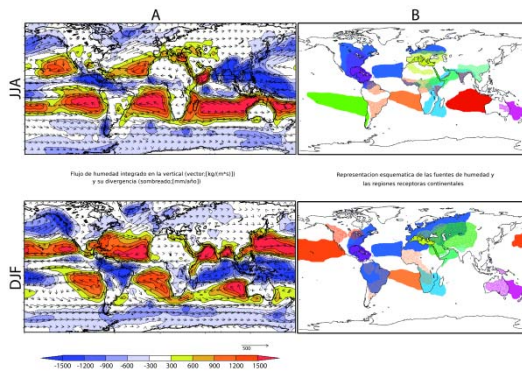 A
B
JJA
Flujo de humedad integrado en la vertical (vector;[kg/(m*s)])
y su divergencia (sombreado;[mm/año])
Representacion esquematica de las fuentes de humedad y
las regiones receptoras continentales
DJF
500
-1500 -1200 -900 -600 -300 300 600 900 1200 1500